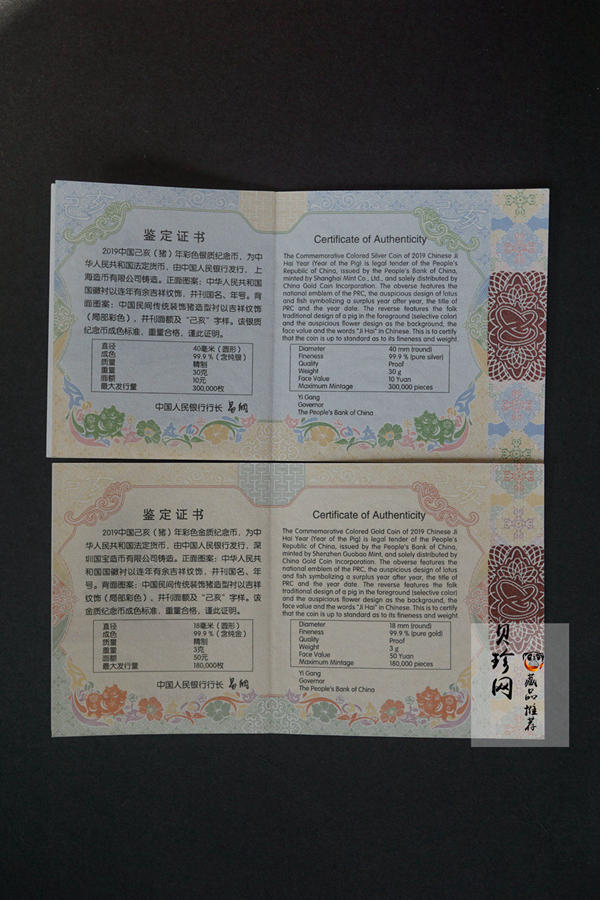 鉴定证书
2019中国己亥（猪）年彩色银质纪念币，为中
华人民共和国法定货币，由中国人民银行发行，上
海造币有限公司铸造。正面图案：中华人民共和
国国徽衬以连年有余吉祥纹饰，并刊国名、年号。背
面图案：中国民间传统装饰猪造型衬以吉祥纹饰
（局部彩色），并刊面额及“己亥”字样。该银质
纪念币成色标准，重量合格，谨此证明。
直径 40毫米（圆形）
成色 99.9％（含纯银）
质量 精制
重量 30克
面额 10元
最大发行量 300,000枚
中国人民银行行长 易纲
Certificate of Authenticity
The Commemorative Colored Silver Coin of 2019 Chinese Ji
Hai Year (Year of the Pig) is legal tender of the People's
Republic of China, issued by the People's Bank of China,
minted by Shanghai Mint Co., Ltd., and solely distributed by
China Gold Coin Incorporation. The obverse features the
national emblem of the PRC, the auspicious design of lotus
and fish symbolizing a surplus year after year, the title of
PRC and the year date. The reverse features the folk
traditional design of a pig in the foreground (selective color)
and the auspicious flower design as the background, the
face value and the words "Ji Hai" in Chinese. This is to certify
that the coin is up to standard as to its fineness and weight.
Diameter 40 mm (round)
Fineness 99.9 % (pure silver)
Quality Proof
Weight 30 g
Face Value 10 Yuan
Maximum Mintage 300,000 pieces
Yi Gang
Governor
The People's Bank of China
鉴定证书
2019中国己亥（猪）年彩色金质纪念币，为中
华人民共和国法定货币，由中国人民银行发行，深
圳国宝造币有限公司铸造。正面图案：中华人民共
和国国徽衬以连年有余吉祥纹饰，并刊国名、年
号。背面图案：中国民间传统装饰猪造型衬以吉祥
纹饰（局部彩色），并刊面额及“己亥”字样。该
金质纪念币成色标准，重量合格，谨此证明。
直径 18毫米（圆形）
成色 99.9％（含纯金）
质量 精制
重量 3克
面额 50元
最大发行量 180,000枚
中国人民银行行长 易纲
Certificate of Authenticity
The Commemorative Colored Gold Coin of 2019 Chinese Ji
Hai Year (Year of the Pig) is legal tender of the People's
Republic of China, issued by the People's Bank of China,
minted by Shenzhen Guobao Mint, and solely distributed by
China Gold Coin Incorporation. The obverse features the
national emblem of the PRC, the auspicious design of lotus
and fish symbolizing a surplus year after year, the title of
PRC and the year date. The reverse features the folk
traditional design of a pig in the foreground (selective color)
and the auspicious flower design as the background, the
face value and the words "Ji Hai" in Chinese. This is to certify
that the coin is up to standard as to its fineness and weight.
Diameter 18 mm (round)
Fineness 99.9 % (pure gold)
Quality Proof
Weight 3 g
Face Value 50 Yuan
Maximum Mintage 180,000 pieces
Yi Gang
Governor
The People's Bank of China
贝珍网
藏品推荐